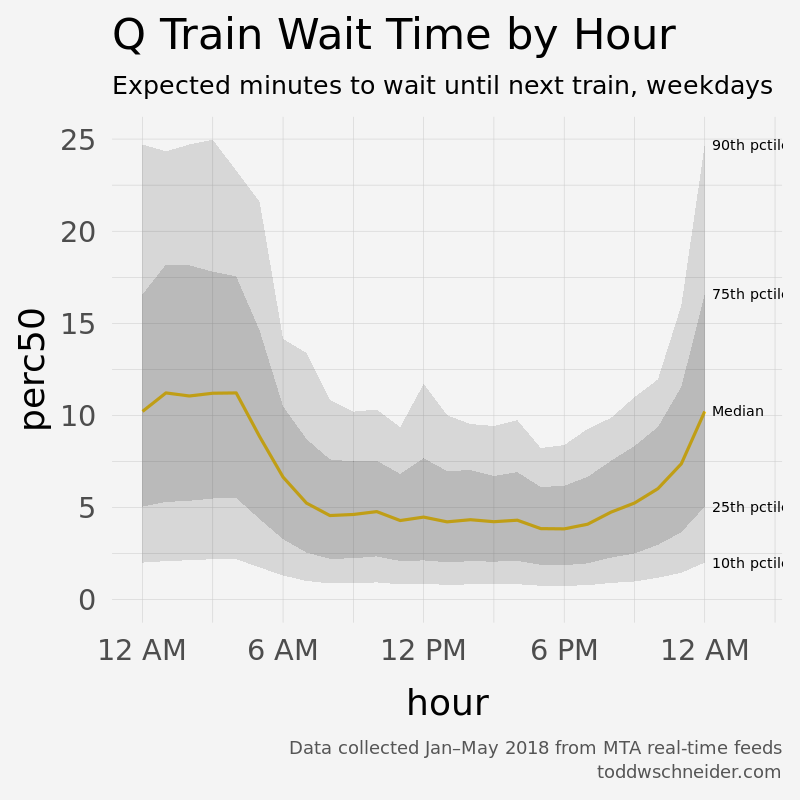 Q Train Wait Time by Hour
Expected minutes to wait until next train, weekdays
25
20
15
10
5
0
perc50
90th pctile
75th pctile
Median
25th pctile
10th pctile
12 AM 6 AM 12 PM 6 PM 12 AM
hour
Data collected Jan–May 2018 from MTA real-time feeds
toddwschneider.com